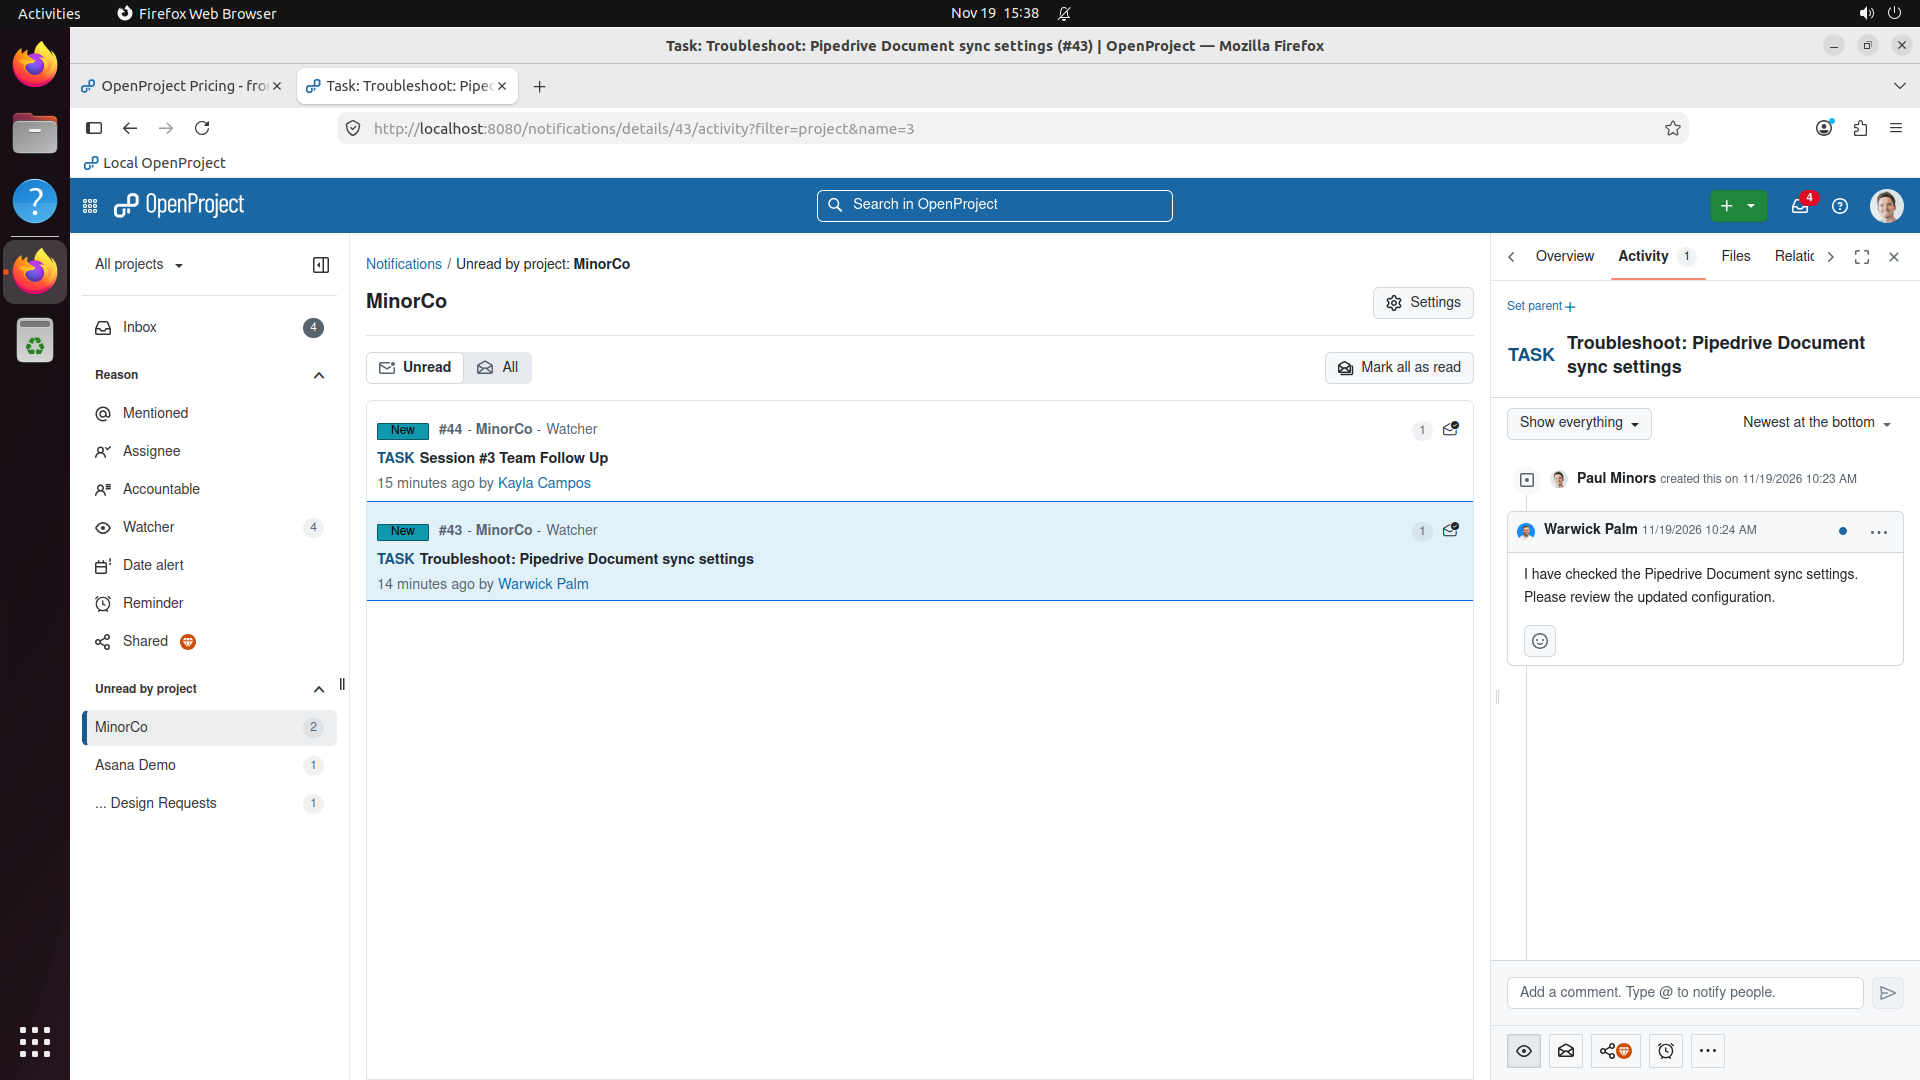 Activities
Firefox Web Browser
Nov 19 15:38
Task: Troubleshoot: Pipedrive Document sync settings (#43) | OpenProject — Mozilla Firefox
OpenProject Pricing - fro
Task: Troubleshoot: Piped
http://localhost:8080/notifications/details/43/activity?filter=project&name=3
Local OpenProject
OpenProject
Search in OpenProject
4
All projects
Inbox 4
Reason
Mentioned
Assignee
Accountable
Watcher 4
Date alert
Reminder
Shared
Unread by project
MinorCo 2
Asana Demo 1
... Design Requests 1
Notifications / Unread by project: MinorCo
MinorCo
Settings
Unread All
Mark all as read
New #44 - MinorCo - Watcher 1
TASK Session #3 Team Follow Up
15 minutes ago by Kayla Campos
New #43 - MinorCo - Watcher 1
TASK Troubleshoot: Pipedrive Document sync settings
14 minutes ago by Warwick Palm
Overview Activity 1 Files Relatic
Set parent
TASK Troubleshoot: Pipedrive Document
sync settings
Show everything
Newest at the bottom
Paul Minors created this on 11/19/2026 10:23 AM
Warwick Palm 11/19/2026 10:24 AM
I have checked the Pipedrive Document sync settings.
Please review the updated configuration.
Add a comment. Type @ to notify people.